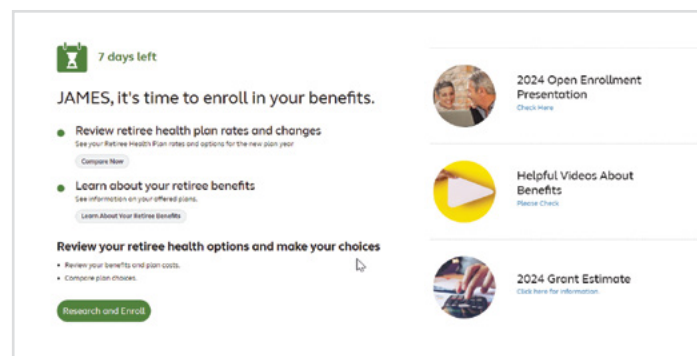 7 days left
JAMES, it's time to enroll in your benefits.
Review retiree health plan rates and changes
See your Retiree Health Plan rates and options for the new plan year
Compare Now
Learn about your retiree benefits
See information on your offered plans.
Learn About Your Retiree Benefits
Review your retiree health options and make your choices
• Review your benefits and plan costs.
• Compare plan choices.
Research and Enroll
2024 Open Enrollment
Presentation
Check Here
Helpful Videos About
Benefits
Please Check
2024 Grant Estimate
Click here for information.